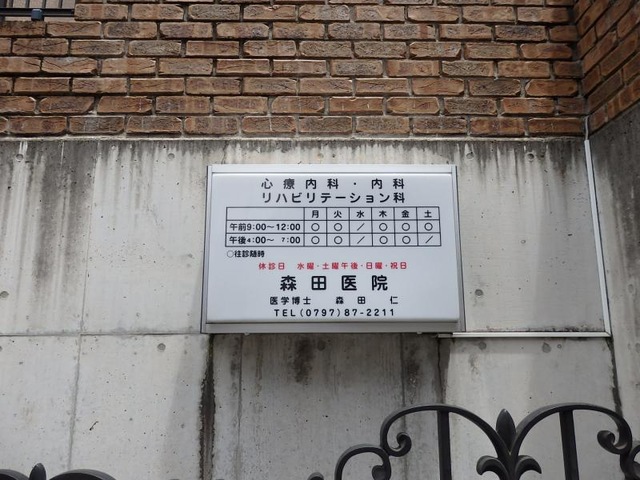 心療内科・内科
リハビリテーション科
月 火 水 木 金 土
午前9:00〜12:00 ○ ○ ／ ○ ○ ○
午後4:00〜 7:00 ○ ○ ／ ○ ○ ／
○往診随時
休診日 水曜・土曜午後・日曜・祝日
森田医院
医学博士 森田 仁
TEL(0797)87-2211